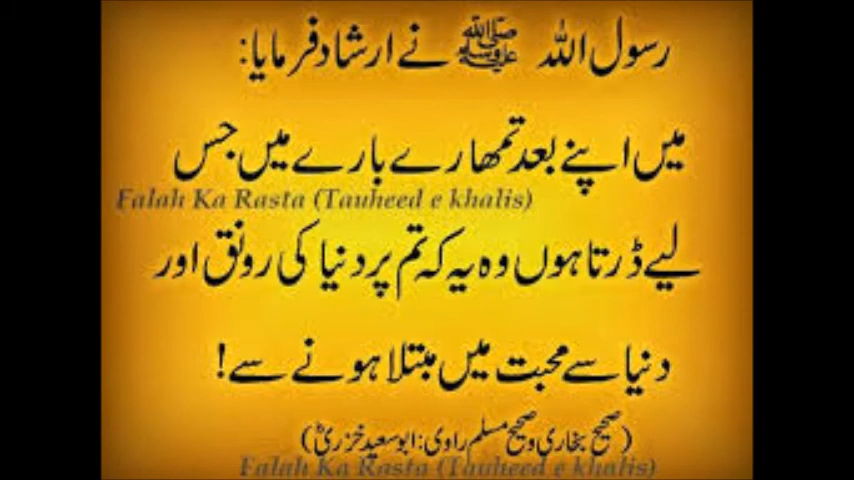 رسول اللہ ﷺ نے ارشاد فرمایا:
میں اپنے بعد تمھارے بارے میں جس
Falah Ka Rasta (Tauheed e khalis)
لیے ڈرتا ہوں وہ یہ کہ تم پر دنیا کی رونق اور
دنیا سے محبت میں مبتلا ہونے سے!
(صحیح بخاری و صحیح مسلم راوی: ابو سعید خزریؓ)
Falah Ka Rasta (Tauheed e khalis)